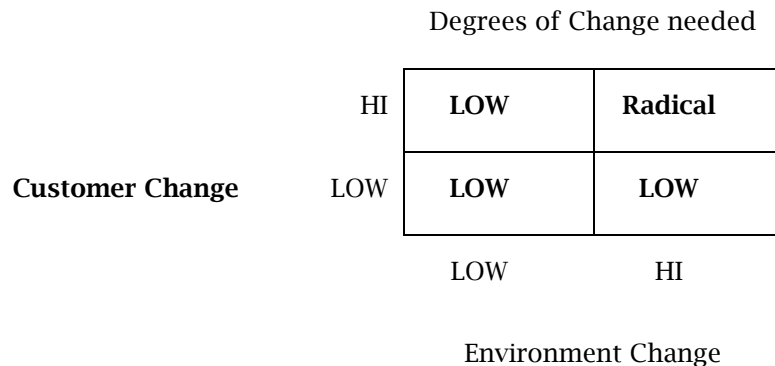 Degrees of Change needed
HI LOW Radical
Customer Change LOW LOW LOW
LOW HI
Environment Change